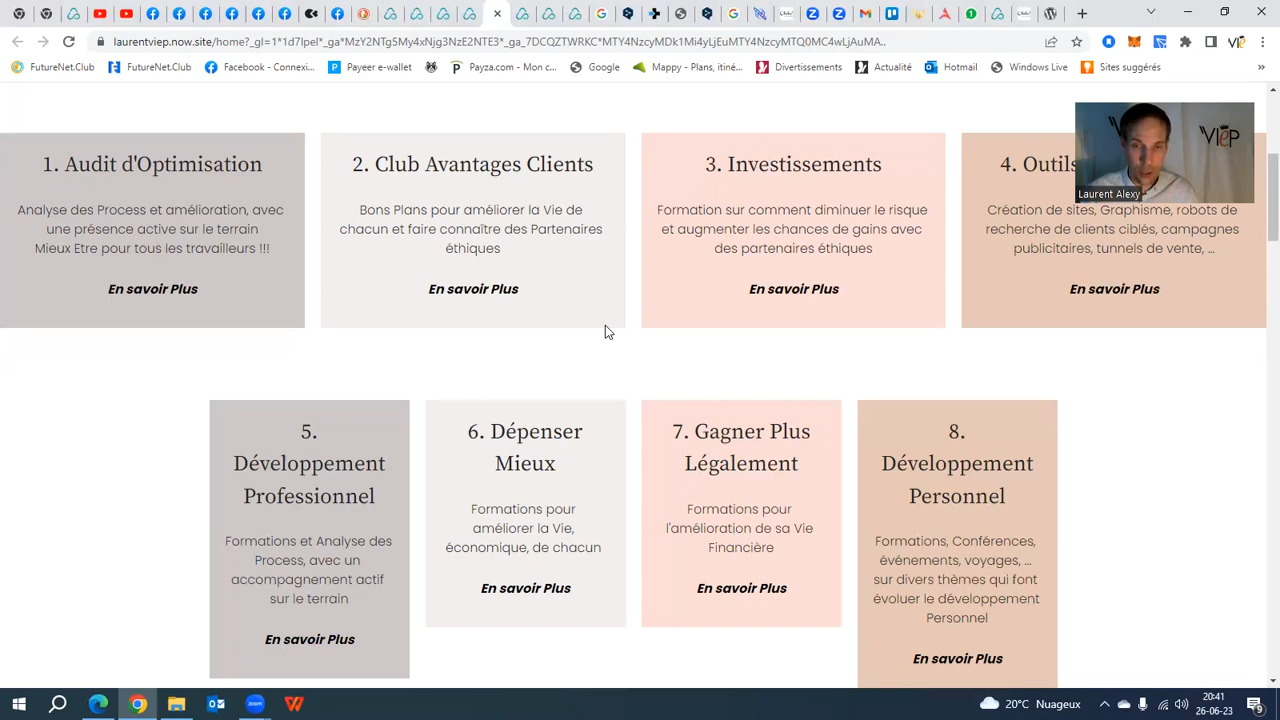 laurentviep.now.site/home?_gl=1*1d7lpel*_ga*MzY2NTg5My4xNjg3NzE2NTE3*_ga_7DCQZTWRKC*MTY4NzcyMDk1Mi4yLjEuMTY4NzcyMTQ0MC4wLjAuMA..
FutureNet.Club
FutureNet.Club
Facebook - Connexi...
Payeer e-wallet
Payza.com - Mon c...
Google
Mappy - Plans, itiné...
Divertissements
Actualité
Hotmail
Windows Live
Sites suggérés
»
1. Audit d'Optimisation
Analyse des Process et amélioration, avec
une présence active sur le terrain
Mieux Etre pour tous les travailleurs !!!
En savoir Plus
2. Club Avantages Clients
Bons Plans pour améliorer la Vie de
chacun et faire connaître des Partenaires
éthiques
En savoir Plus
3. Investissements
Formation sur comment diminuer le risque
et augmenter les chances de gains avec
des partenaires éthiques
En savoir Plus
4. Outils
Création de sites, Graphisme, robots de
recherche de clients ciblés, campagnes
publicitaires, tunnels de vente, ...
En savoir Plus
VIEP
Laurent Alexy
5.
Développement
Professionnel
Formations et Analyse des
Process, avec un
accompagnement actif
sur le terrain
En savoir Plus
6. Dépenser
Mieux
Formations pour
améliorer la Vie,
économique, de chacun
En savoir Plus
7. Gagner Plus
Légalement
Formations pour
l'amélioration de sa Vie
Financière
En savoir Plus
8.
Développement
Personnel
Formations, Conférences,
événements, voyages, ...
sur divers thèmes qui font
évoluer le développement
Personnel
En savoir Plus
20°C Nuageux
20:41
26-06-23